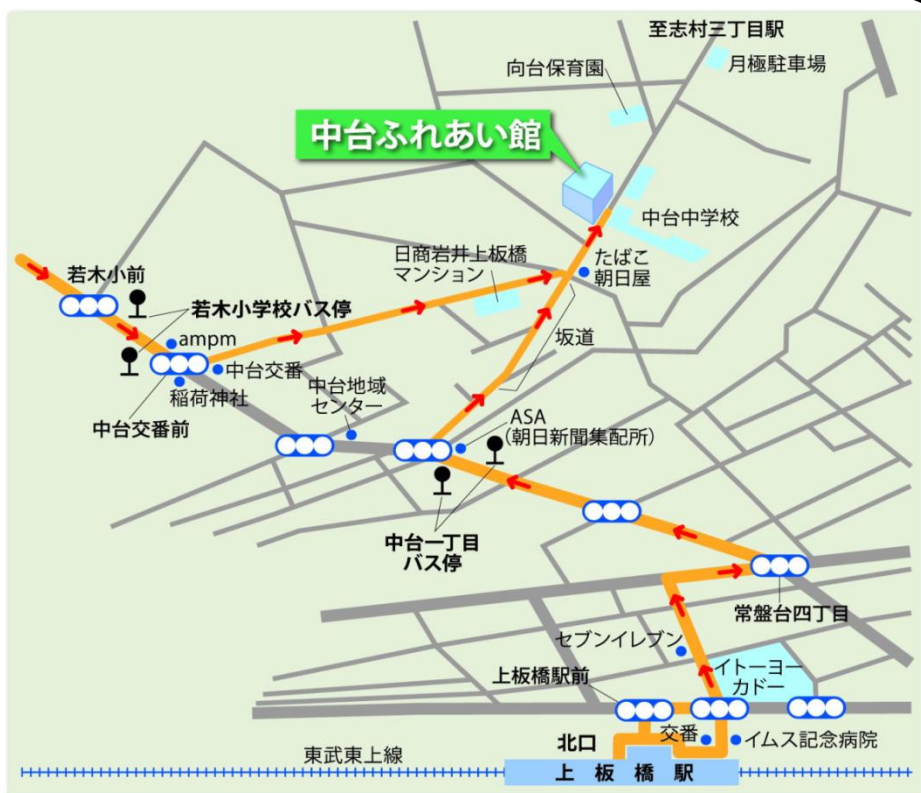 至志村三丁目駅
月極駐車場
向台保育園
中台ふれあい館
中台中学校
日商岩井上板橋
マンション
たばこ
朝日屋
若木小前
若木小学校バス停
ampm
中台交番
坂道
稲荷神社
中台地域
センター
中台交番前
ASA
(朝日新聞集配所)
中台一丁目
バス停
常盤台四丁目
セブンイレブン
イトーヨー
カドー
上板橋駅前
交番
イムス記念病院
北口
東武東上線
上板橋駅